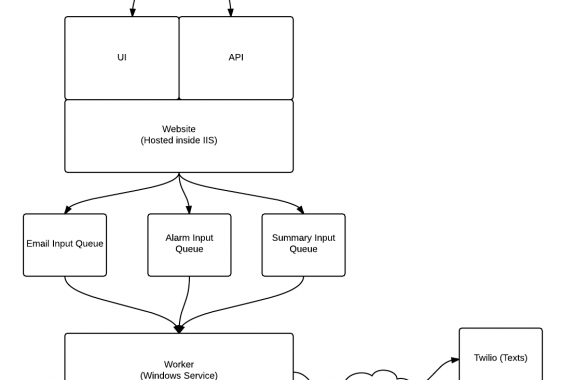 UI
API
Website
(Hosted inside IIS)
Email Input Queue
Alarm Input
Queue
Summary Input
Queue
Worker
(Windows Service)
Twilio (Texts)